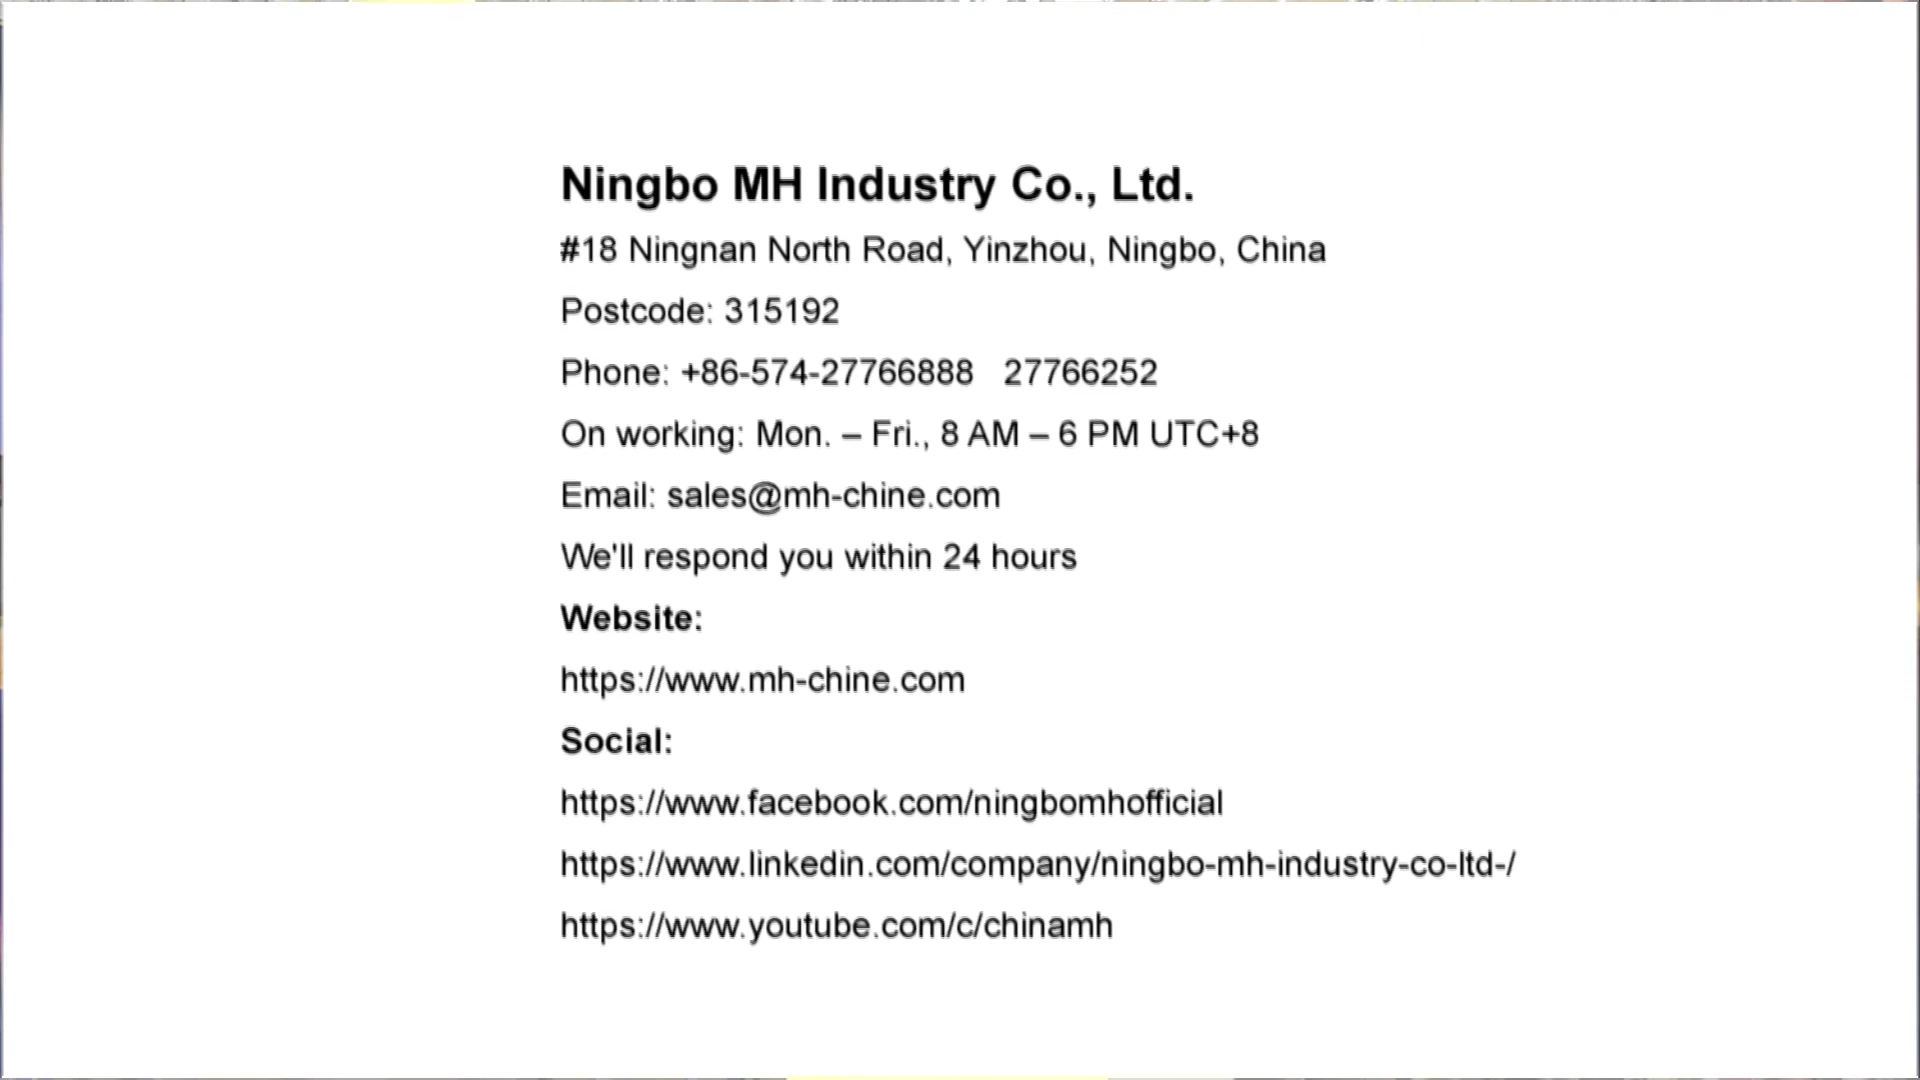 Ningbo MH Industry Co., Ltd.
#18 Ningnan North Road, Yinzhou, Ningbo, China
Postcode: 315192
Phone: +86-574-27766888   27766252
On working: Mon. – Fri., 8 AM – 6 PM UTC+8
Email: sales@mh-chine.com
We'll respond you within 24 hours
Website:
https://www.mh-chine.com
Social:
https://www.facebook.com/ningbomhofficial
https://www.linkedin.com/company/ningbo-mh-industry-co-ltd-/
https://www.youtube.com/c/chinamh